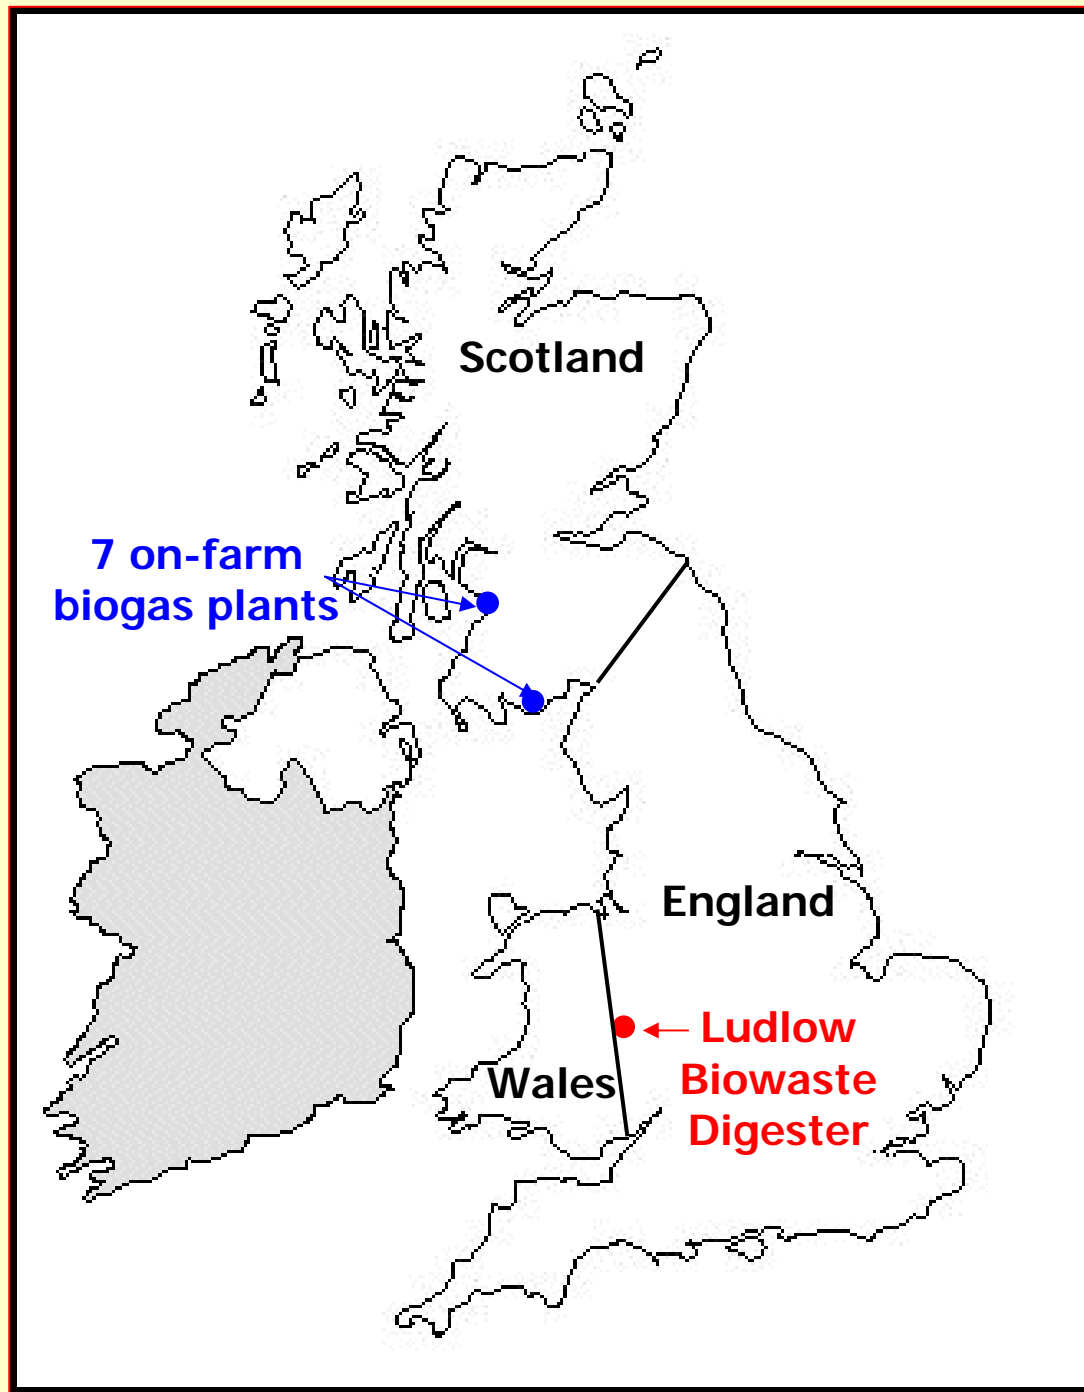 Scotland
7 on-farm
biogas plants
England
Ludlow
Biowaste
Digester
Wales